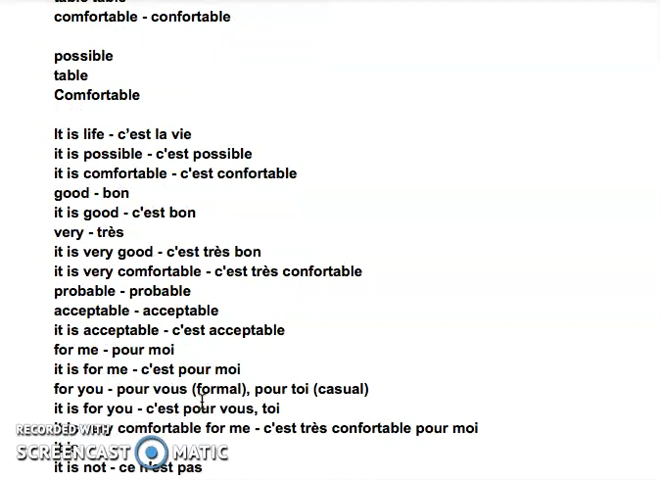 comfortable - confortable
possible
table
Comfortable
It is life - c'est la vie
it is possible - c'est possible
it is comfortable - c'est confortable
good - bon
it is good - c'est bon
very - très
it is very good - c'est très bon
it is very comfortable - c'est très confortable
probable - probable
acceptable - acceptable
it is acceptable - c'est acceptable
for me - pour moi
it is for me - c'est pour moi
for you - pour vous (formal), pour toi (casual)
it is for you - c'est pour vous, toi
comfortable for me - c'est très confortable pour moi
it is not - ce n'est pas
RECORDED WITH
SCREENCAST MATIC